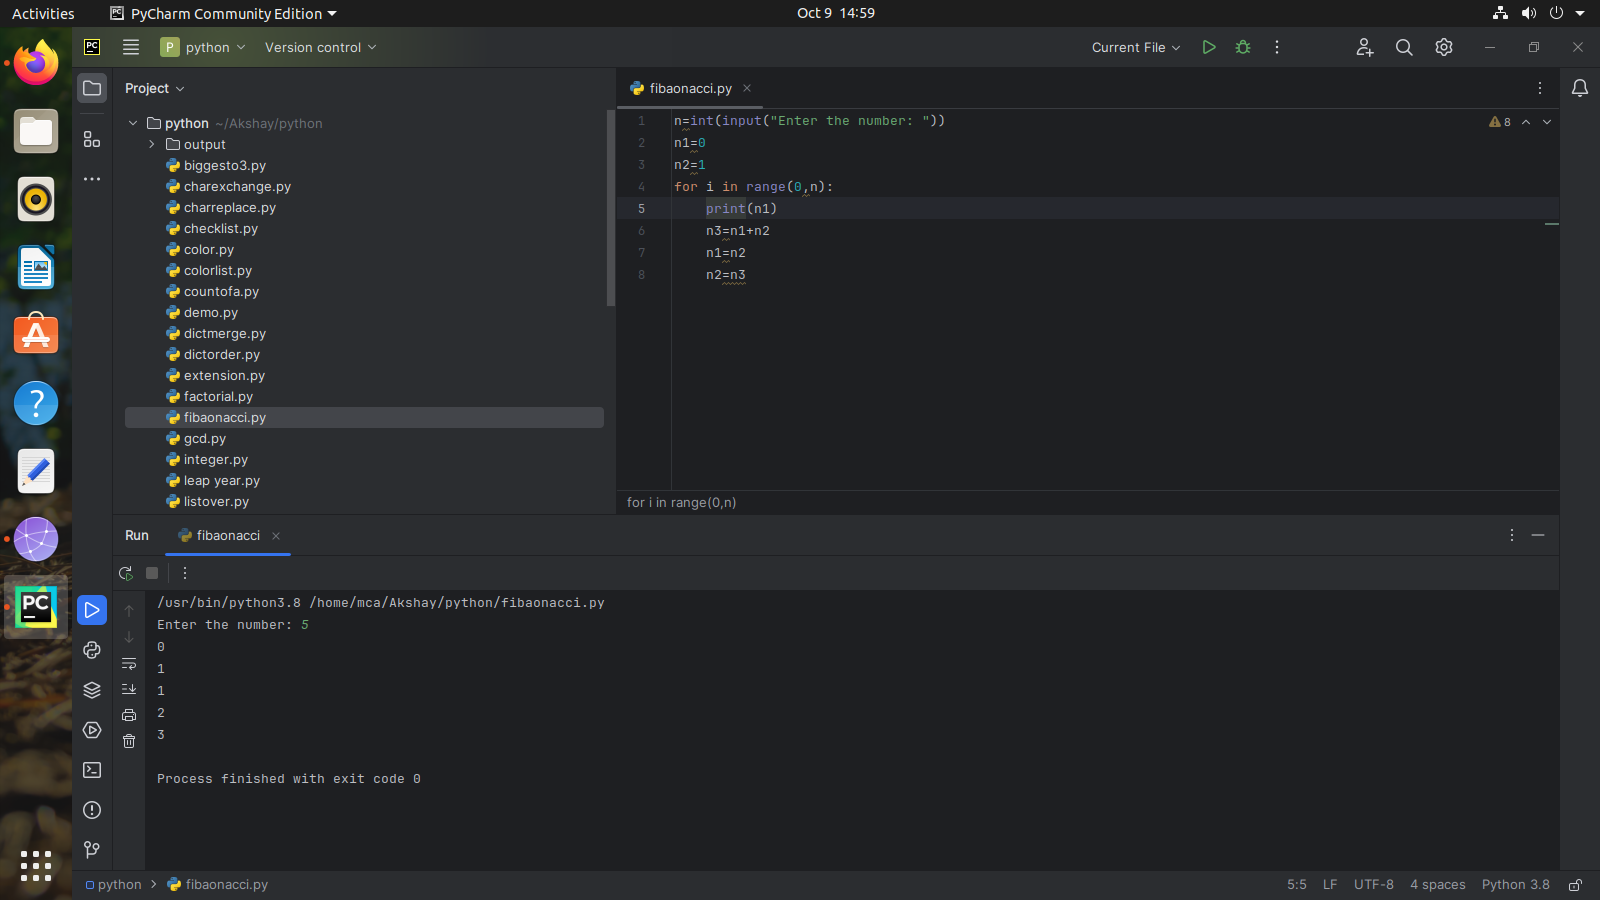 Activities PyCharm Community Edition Oct 9 14:59
PC python Version control Current File
P
Project
python ~/Akshay/python
output
biggesto3.py
charexchange.py
charreplace.py
checklist.py
color.py
colorlist.py
countofa.py
demo.py
dictmerge.py
dictorder.py
extension.py
factorial.py
fibaonacci.py
gcd.py
integer.py
leap year.py
listover.py
fibaonacci.py
8
1 n=int(input("Enter the number: "))
2 n1=0
3 n2=1
4 for i in range(0,n):
5 print(n1)
6 n3=n1+n2
7 n1=n2
8 n2=n3
for i in range(0,n)
Run fibaonacci
/usr/bin/python3.8 /home/mca/Akshay/python/fibaonacci.py
Enter the number: 5
0
1
1
2
3
Process finished with exit code 0
PC
python fibaonacci.py 5:5 LF UTF-8 4 spaces Python 3.8